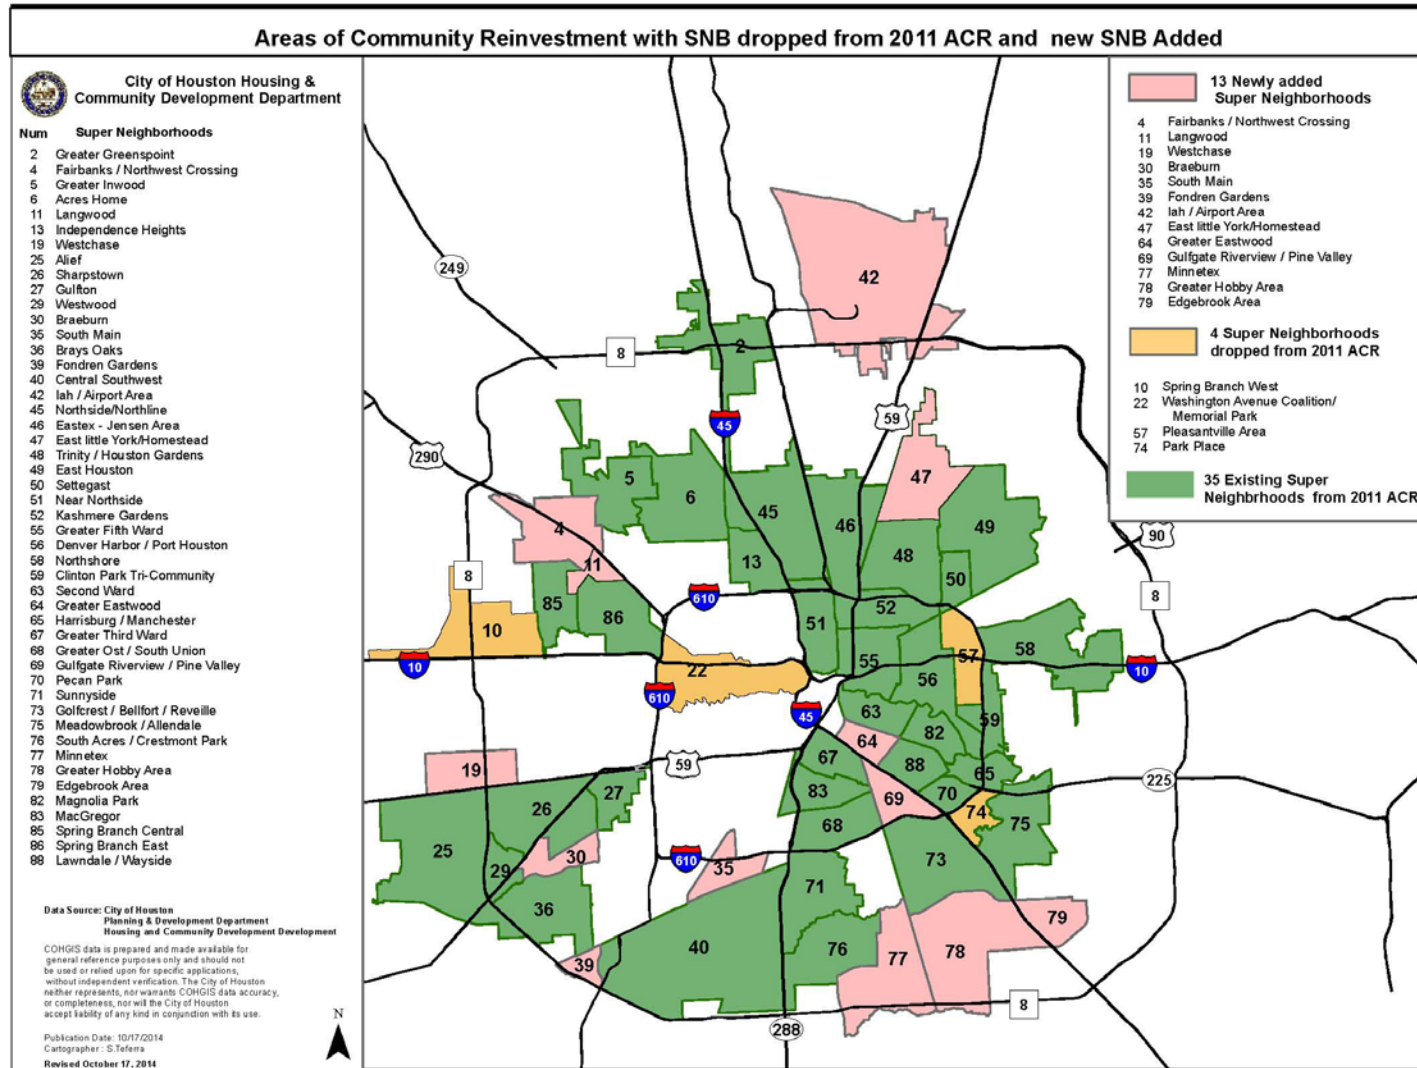 Areas of Community Reinvestment with SNB dropped from 2011 ACR and new SNB Added
City of Houston Housing &
Community Development Department
Num Super Neighborhoods
2 Greater Greenspoint
4 Fairbanks / Northwest Crossing
5 Greater Inwood
6 Acres Home
11 Langwood
13 Independence Heights
19 Westchase
25 Alief
26 Sharpstown
27 Gulfton
29 Westwood
30 Braeburn
35 South Main
36 Brays Oaks
39 Fondren Gardens
40 Central Southwest
42 Iah / Airport Area
45 Northside/Northline
46 Eastex - Jensen Area
47 East little York/Homestead
48 Trinity / Houston Gardens
49 East Houston
50 Settegast
51 Near Northside
52 Kashmere Gardens
55 Greater Fifth Ward
56 Denver Harbor / Port Houston
58 Northshore
59 Clinton Park Tri-Community
63 Second Ward
64 Greater Eastwood
65 Harrisburg / Manchester
67 Greater Third Ward
68 Greater Ost / South Union
69 Gulfgate Riverview / Pine Valley
70 Pecan Park
71 Sunnyside
73 Golfcrest / Bellfort / Reveille
75 Meadowbrook / Allendale
76 South Acres / Crestmont Park
77 Minnetex
78 Greater Hobby Area
79 Edgebrook Area
82 Magnolia Park
83 MacGregor
85 Spring Branch Central
86 Spring Branch East
88 Lawndale / Wayside
Data Source: City of Houston
Planning & Development Department
Housing and Community Development Development
COHGIS data is prepared and made available for
general reference purposes only and should not
be used or relied upon for specific applications,
without independent verification. The City of Houston
neither represents, nor warrants COHGIS data accuracy,
or completeness, nor will the City of Houston
accept liability of any kind in conjunction with its use.
Publication Date: 10/17/2014
Cartographer : S.Teferra
Revised October 17, 2014
N
13 Newly added
Super Neighborhoods
4 Fairbanks / Northwest Crossing
11 Langwood
19 Westchase
30 Braeburn
35 South Main
39 Fondren Gardens
42 Iah / Airport Area
47 East little York/Homestead
64 Greater Eastwood
69 Gulfgate Riverview / Pine Valley
77 Minnetex
78 Greater Hobby Area
79 Edgebrook Area
4 Super Neighborhoods
dropped from 2011 ACR
10 Spring Branch West
22 Washington Avenue Coalition/
Memorial Park
57 Pleasantville Area
74 Park Place
35 Existing Super
Neighbrhoods from 2011 ACR
249
42
8
2
45
59
290
5
6
47
45
46
49
4
48
90
11
13
50
8
85
86
610
52
8
10
51
57
58
55
10
22
56
10
610
63
59
45
82
64
67
88
65
59
19
225
83
70
27
69
26
74
75
68
25
30
610
35
73
29
71
36
79
40
76
77
78
39
8
288